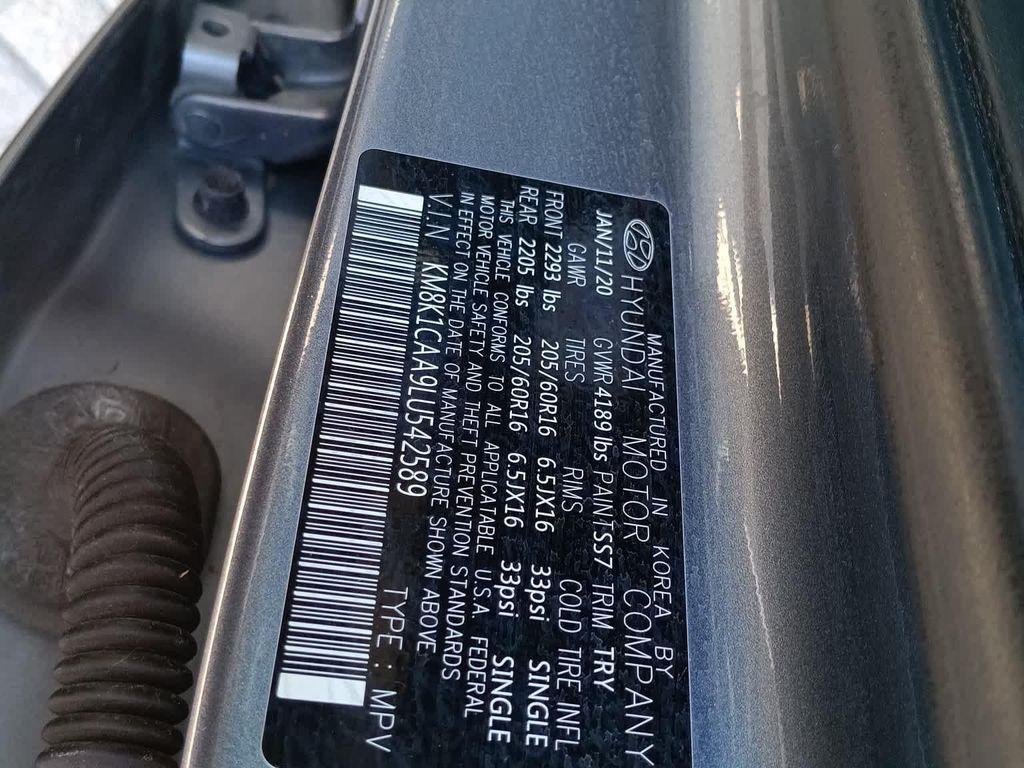 MANUFACTURED IN KOREA BY
HYUNDAI MOTOR COMPANY
JAN/11/20 GVWR 4189 lbs PAINT SS7 TRIM TRY
GAWR TIRES RIMS COLD TIRE INFL
FRONT 2293 lbs 205/60R16 6.5JX16 33psi SINGLE
REAR 2205 lbs 205/60R16 6.5JX16 33psi SINGLE
THIS VEHICLE CONFORMS TO ALL APPLICATABLE U.S.A. FEDERAL
MOTOR VEHICLE SAFETY AND THEFT PREVENTION STANDARDS
IN EFFECT ON THE DATE OF MANUFACTURE SHOWN ABOVE
V.I.N KM8K1CAA9LU542589 TYPE : MPV